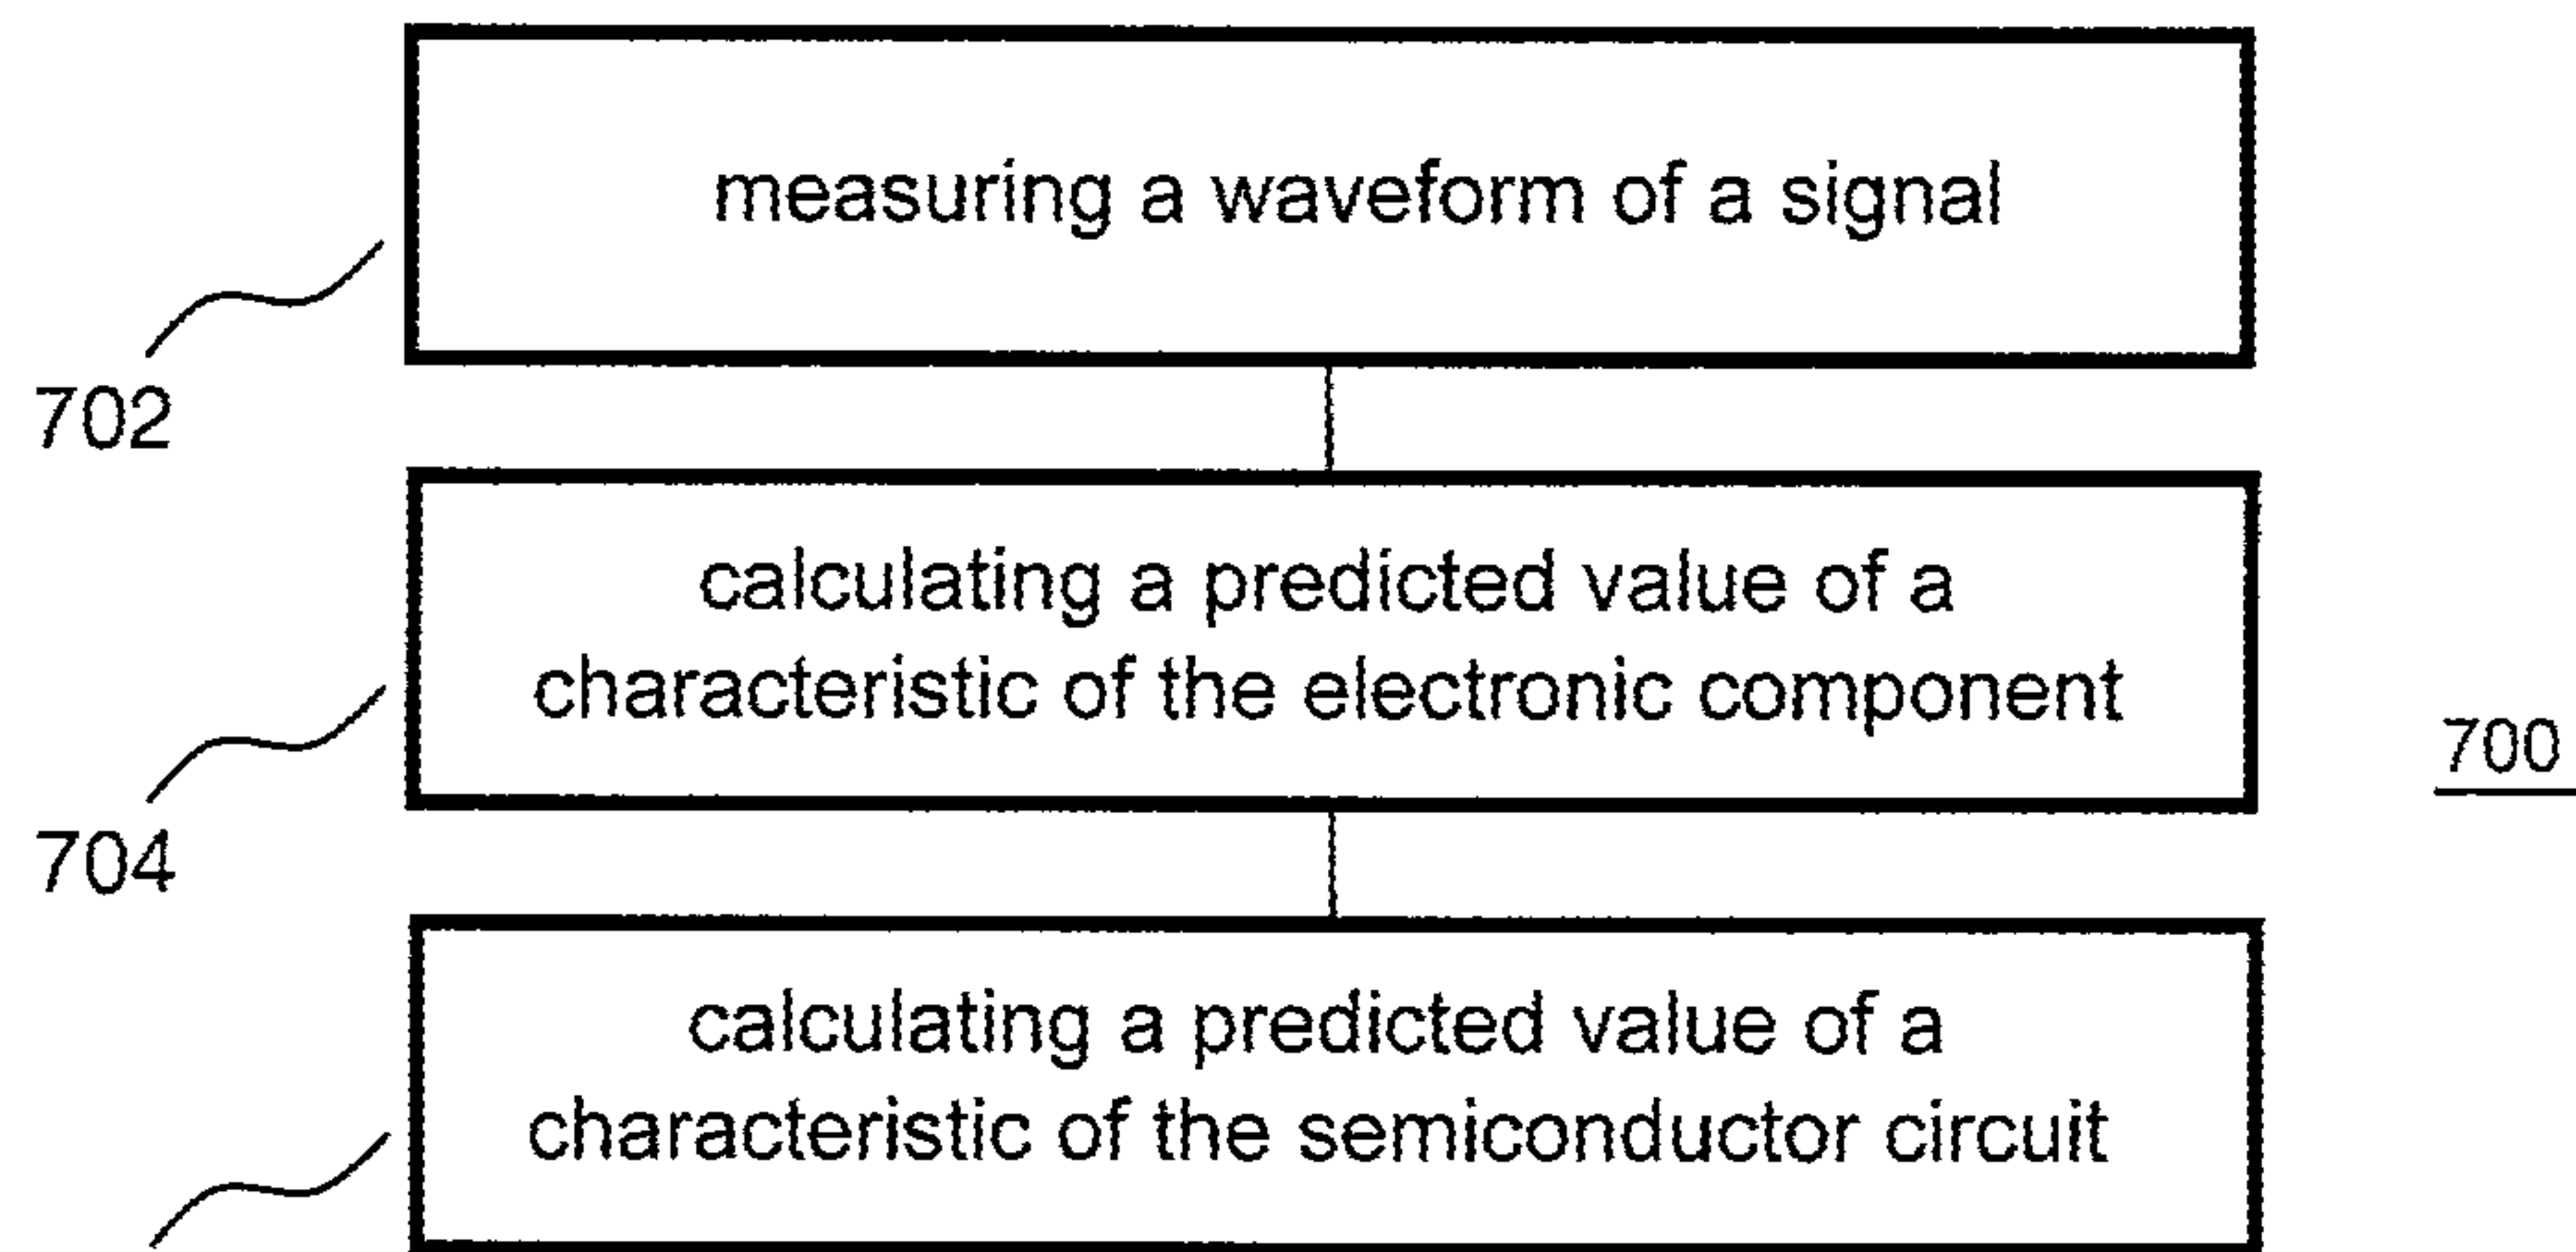 measuring a waveform of a signal
702
calculating a predicted value of a
characteristic of the electronic component
700
704
calculating a predicted value of a
characteristic of the semiconductor circuit